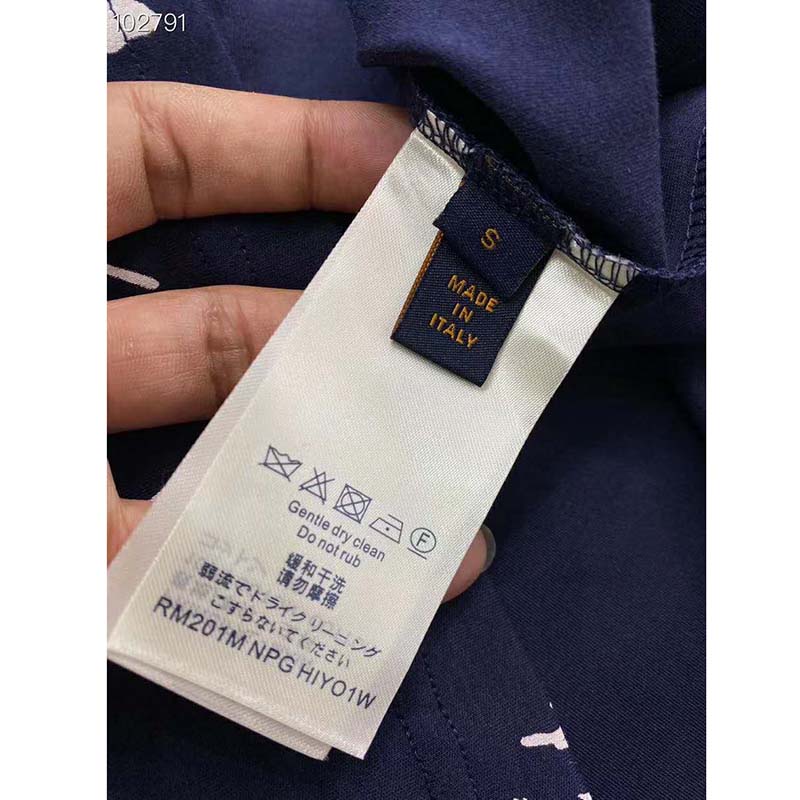 102791
S
MADE
IN
ITALY
F
Gentle dry clean
Do not rub
缓和干洗
请勿摩擦
弱流でドライクリーニング
こすらないでください
RM201M NPG HIYO1W